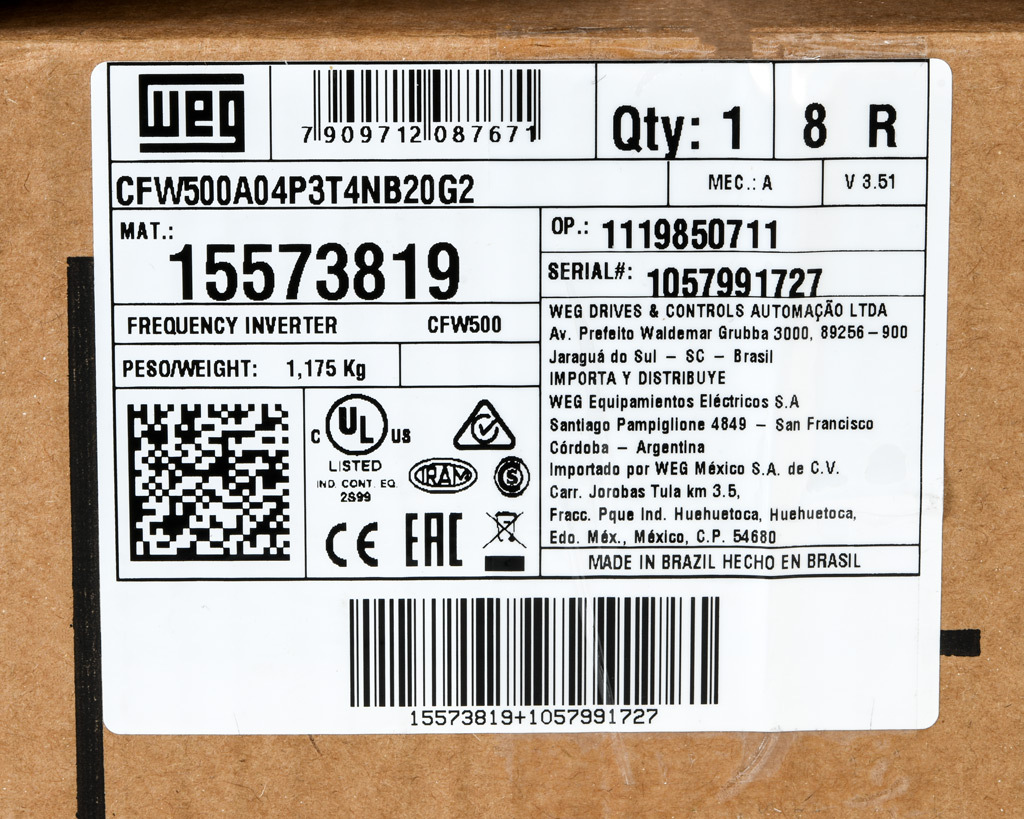 weg
7 909712 087671
Qty: 1
8 R
CFW500A04P3T4NB20G2
MEC.: A
V 3.51
MAT.:
15573819
OP.: 1119850711
SERIAL#: 1057991727
FREQUENCY INVERTER CFW500
PESO/WEIGHT: 1,175 Kg
WEG DRIVES & CONTROLS AUTOMAÇÃO LTDA
Av. Prefeito Waldemar Grubba 3000, 89256-900
Jaraguá do Sul - SC - Brasil
IMPORTA Y DISTRIBUYE
WEG Equipamientos Eléctricos S.A
Santiago Pampiglione 4849 - San Francisco
Córdoba - Argentina
Importado por WEG México S.A. de C.V.
Carr. Jorobas Tula km 3.5,
Fracc. Pque Ind. Huehuetoca, Huehuetoca,
Edo. Méx., México, C.P. 54680
MADE IN BRAZIL HECHO EN BRASIL
C UL US
LISTED
IND. CONT. EQ.
2S99
IRAM
S
CE
EAC
15573819+1057991727